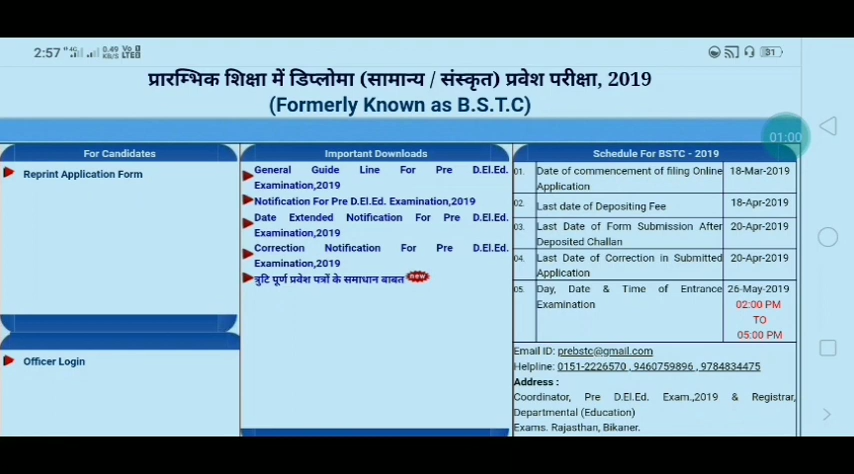 2:57 4G 0.49 KB/S Vo LTE 31
प्रारम्भिक शिक्षा में डिप्लोमा (सामान्य / संस्कृत) प्रवेश परीक्षा, 2019
(Formerly Known as B.S.T.C)
01:00
For Candidates
Reprint Application Form
Officer Login
Important Downloads
General Guide Line For Pre D.El.Ed.
Examination,2019
Notification For Pre D.El.Ed. Examination,2019
Date Extended Notification For Pre D.El.Ed.
Examination,2019
Correction Notification For Pre D.El.Ed.
Examination,2019
त्रुटि पूर्ण प्रवेश पत्रों के समाधान बाबत new
Schedule For BSTC - 2019
01. Date of commencement of filing Online 18-Mar-2019
Application
02. Last date of Depositing Fee 18-Apr-2019
03. Last Date of Form Submission After 20-Apr-2019
Deposited Challan
04. Last Date of Correction in Submitted 20-Apr-2019
Application
05. Day, Date & Time of Entrance 26-May-2019
Examination 02:00 PM
TO
05:00 PM
Email ID: prebstc@gmail.com
Helpline: 0151-2226570 , 9460759896 , 9784834475
Address :
Coordinator, Pre D.El.Ed. Exam.,2019 & Registrar,
Departmental (Education)
Exams. Rajasthan, Bikaner.